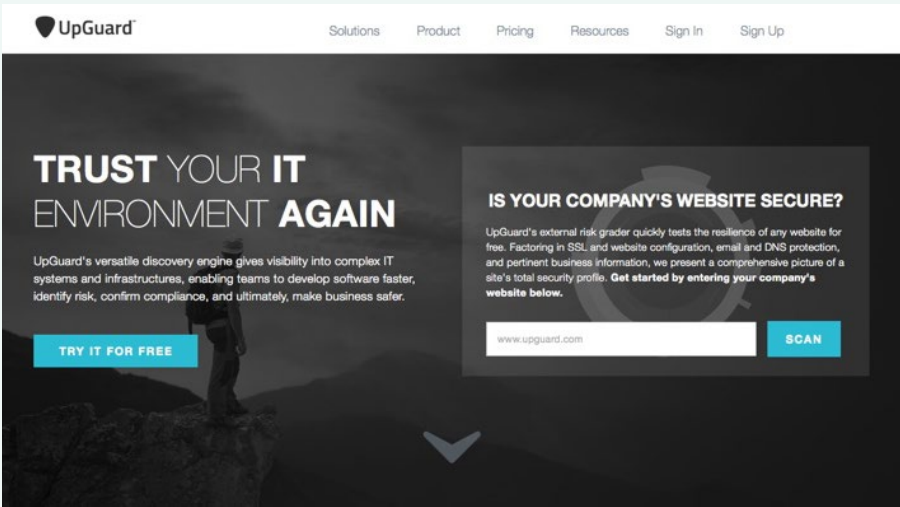 UpGuard
Solutions
Product
Pricing
Resources
Sign In
Sign Up
TRUST YOUR IT
ENVIRONMENT AGAIN
UpGuard's versatile discovery engine gives visibility into complex IT
systems and infrastructures, enabling teams to develop software faster,
identify risk, confirm compliance, and ultimately, make business safer.
TRY IT FOR FREE
IS YOUR COMPANY'S WEBSITE SECURE?
UpGuard's external risk grader quickly tests the resilience of any website for
free. Factoring in SSL and website configuration, email and DNS protection,
and pertinent business information, we present a comprehensive picture of a
site's total security profile. Get started by entering your company's
website below.
www.upguard.com
SCAN